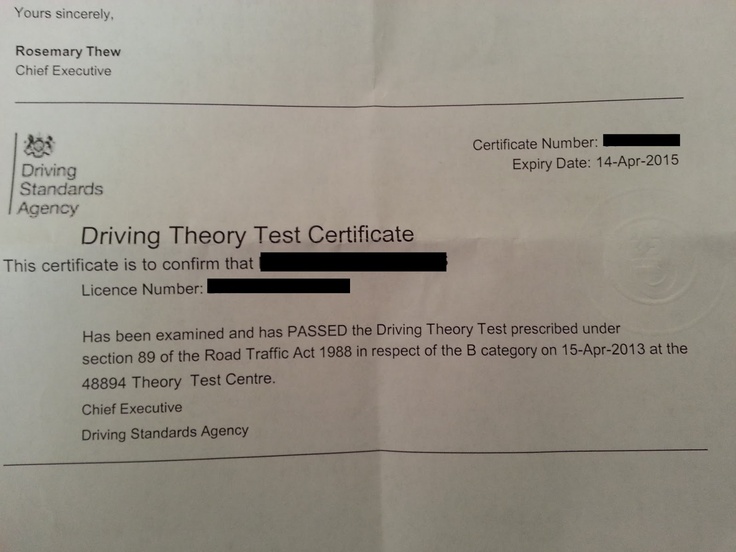 Yours sincerely,
Rosemary Thew
Chief Executive
Driving
Standards
Agency
Certificate Number:
Expiry Date: 14-Apr-2015
Driving Theory Test Certificate
This certificate is to confirm that
Licence Number:
Has been examined and has PASSED the Driving Theory Test prescribed under
section 89 of the Road Traffic Act 1988 in respect of the B category on 15-Apr-2013 at the
48894 Theory Test Centre.
Chief Executive
Driving Standards Agency